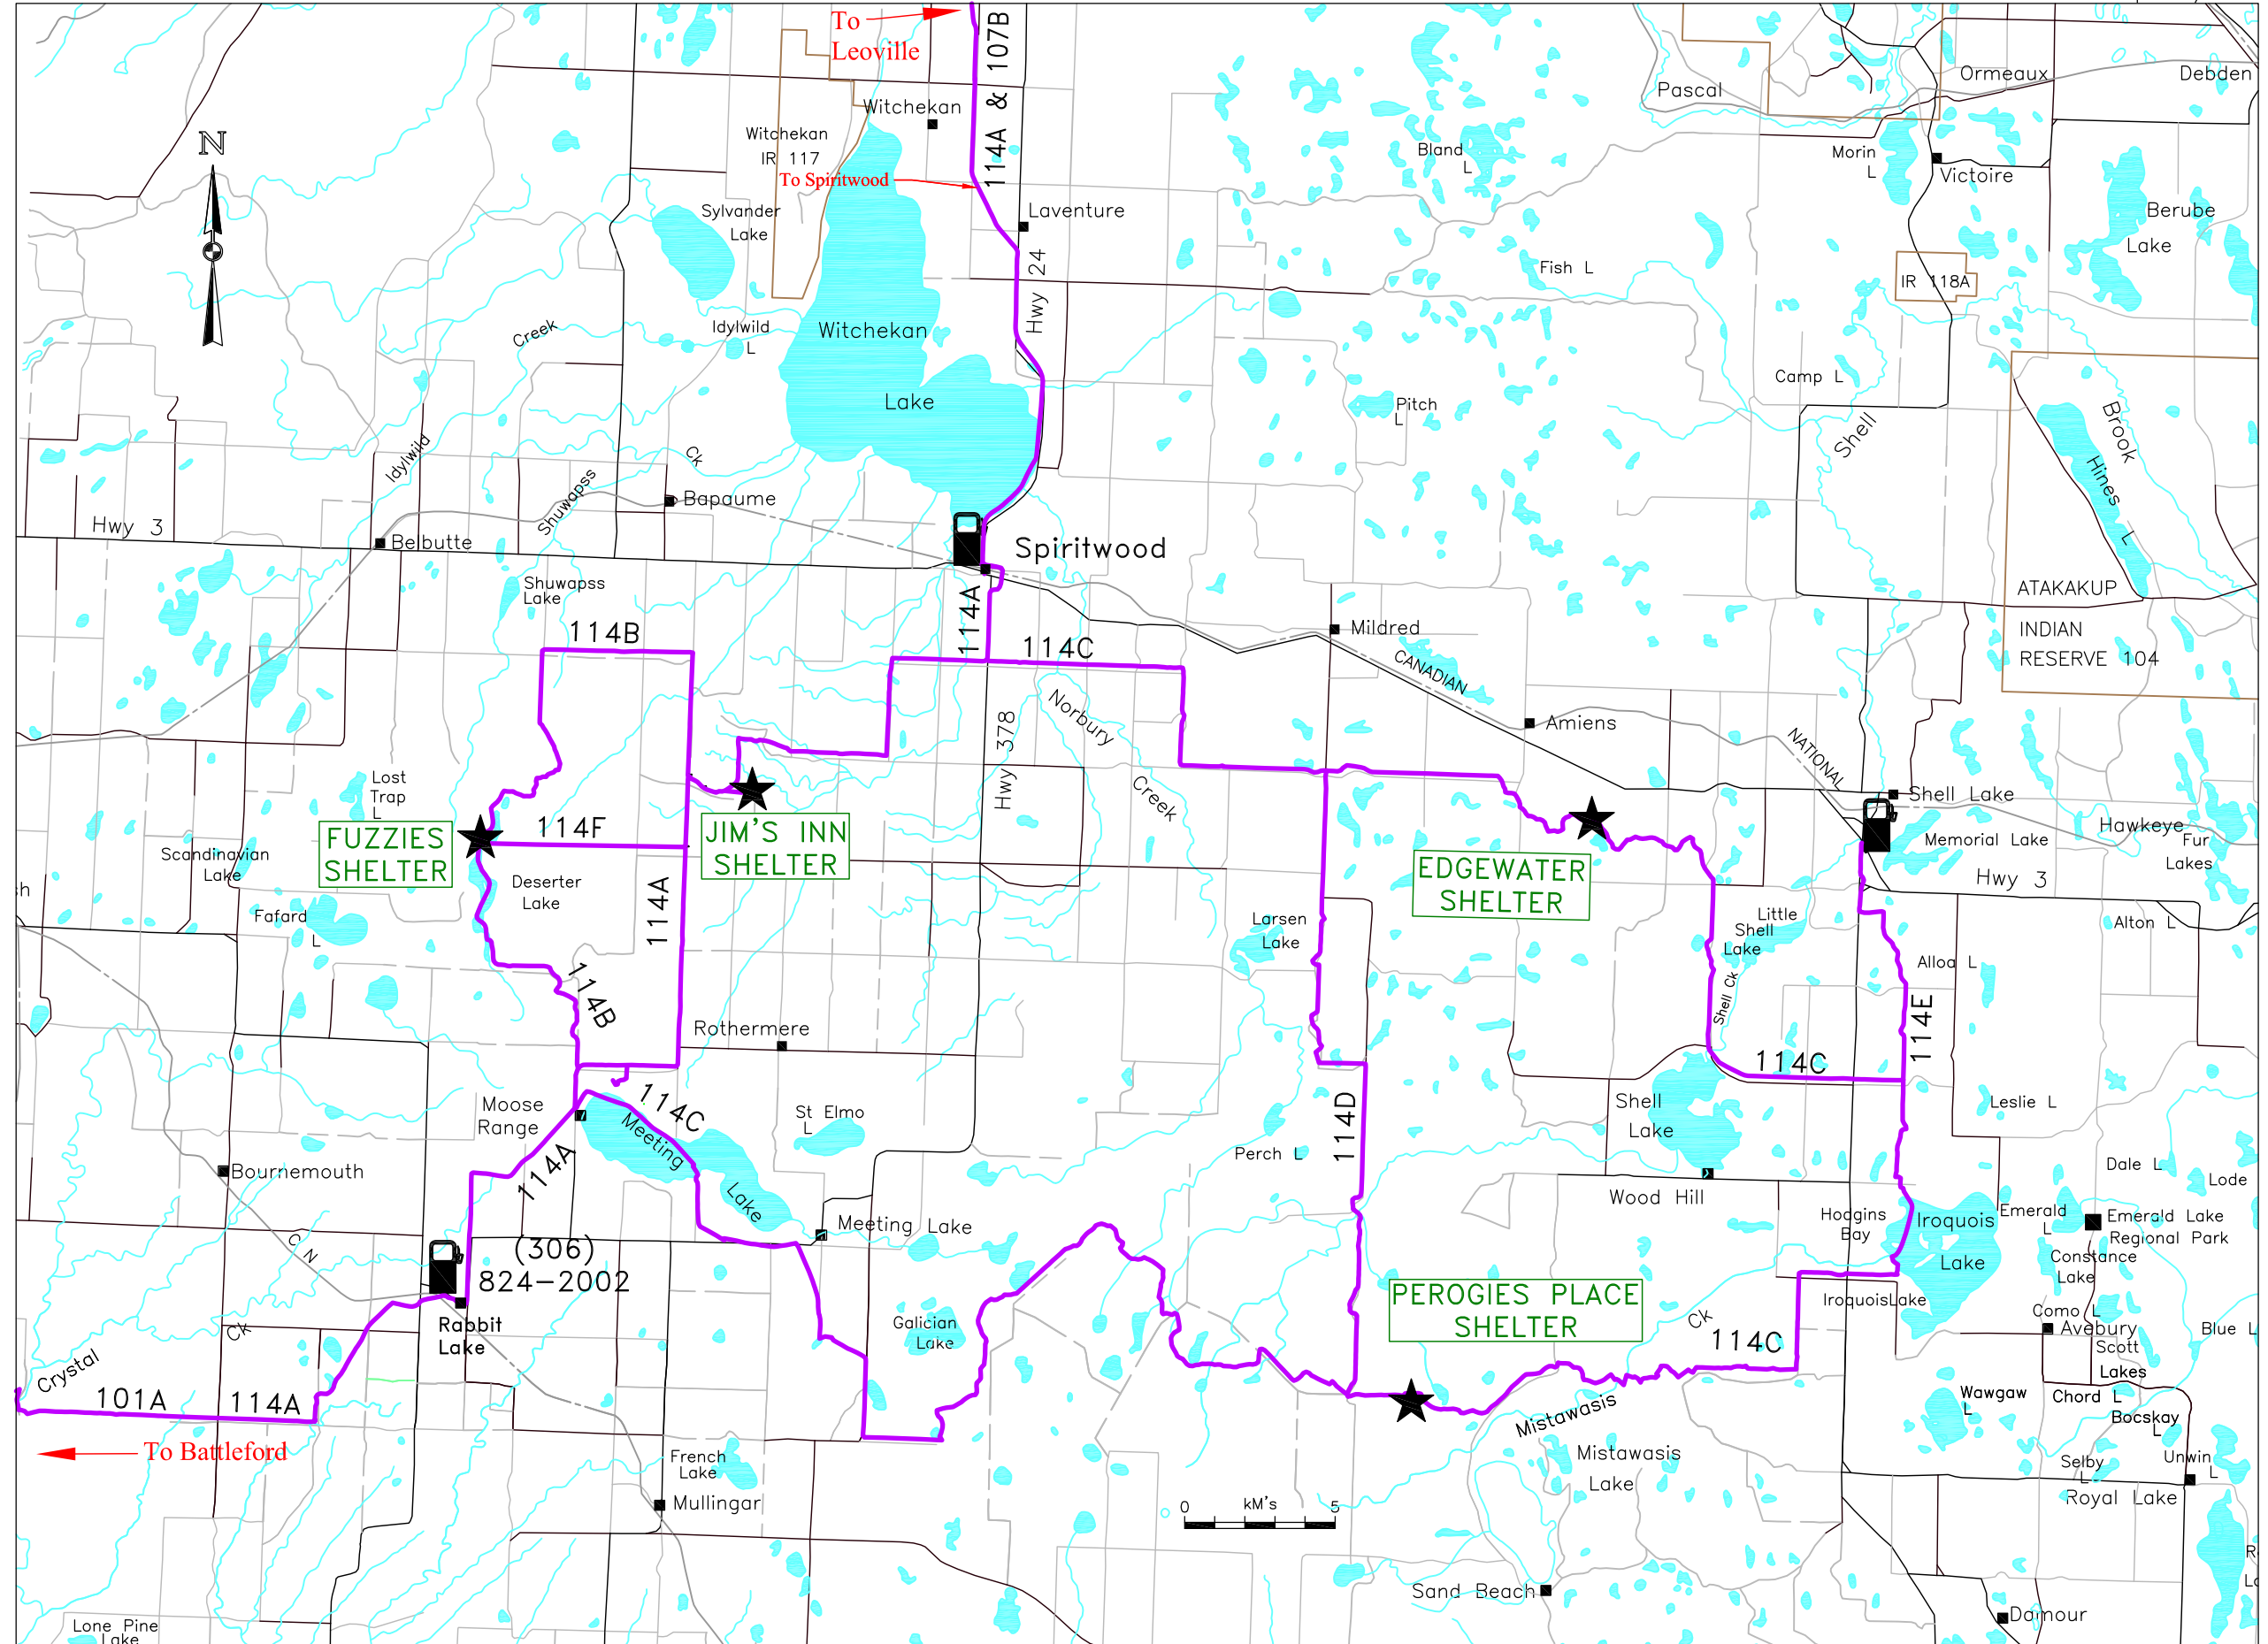 To
Leoville
114A & 107B
Witchekan
Witchekan
IR 117
To Spiritwood
N
Sylvander
Lake
Laventure
Hwy 24
Pascal
Ormeaux
Debden
Bland
L
Morin
L
Victoire
Berube
Lake
Fish L
IR 118A
Creek
Idylwild
L
Witchekan
Lake
Pitch
L
Camp L
Shell
Brook
Hines L
Idylwild
Shuwapss
Ck
Bapaume
Hwy 3
Belbutte
Spiritwood
Shuwapss
Lake
114B
114A
114C
Mildred
CANADIAN
ATAKAKUP
INDIAN
RESERVE 104
Norbury
Creek
Hwy 378
Amiens
NATIONAL
Lost
Trap
L
FUZZIES
SHELTER
114F
JIM'S INN
SHELTER
Shell Lake
Memorial Lake
Hawkeye
Fur
Lakes
Scandinavian
Lake
Deserter
Lake
114A
EDGEWATER
SHELTER
Hwy 3
Fafard
L
Larsen
Lake
Little
Shell
Lake
Alton L
Alloa L
Shell Ck
114B
Rothermere
114E
114C
Moose
Range
114C
Meeting
Lake
St Elmo
L
114D
Shell
Lake
Leslie L
114A
Bournemouth
Perch L
Dale L
Lode
Wood Hill
Meeting Lake
Hodgins
Bay
Iroquois
Lake
Emerald
L
Emerald Lake
Regional Park
Constance
Lake
C N
(306)
824-2002
PEROGIES PLACE
SHELTER
IroquoisLake
Como L
Avebury
Blue L
Scott
Lakes
Ck
Rabbit
Lake
Galician
Lake
Ck
114C
Crystal
101A
114A
Wawgaw
L
Chord L
Bocskay
L
Mistawasis
To Battleford
French
Lake
Mistawasis
Lake
Selby
L
Unwin
L
Royal Lake
Mullingar
0 kM's 5
Sand Beach
Damour
Lone Pine
Lake